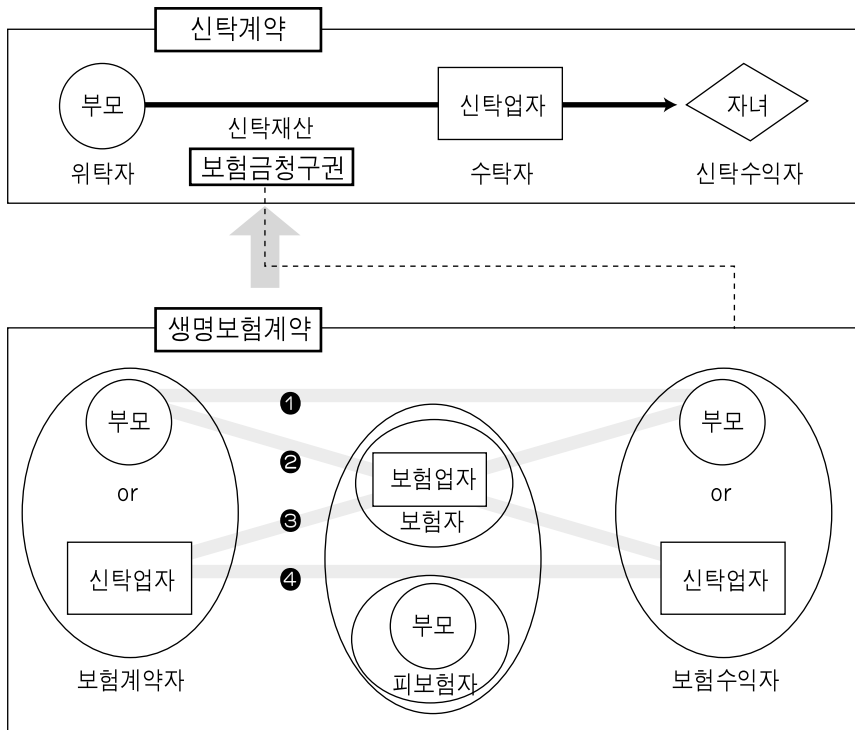 신탁계약
부모
신탁업자
자녀
신탁재산
위탁자
보험금청구권
수탁자
신탁수익자
생명보험계약
부모
❶
부모
or
❷
보험업자
or
❸
보험자
신탁업자
❹
신탁업자
부모
보험계약자
피보험자
보험수익자